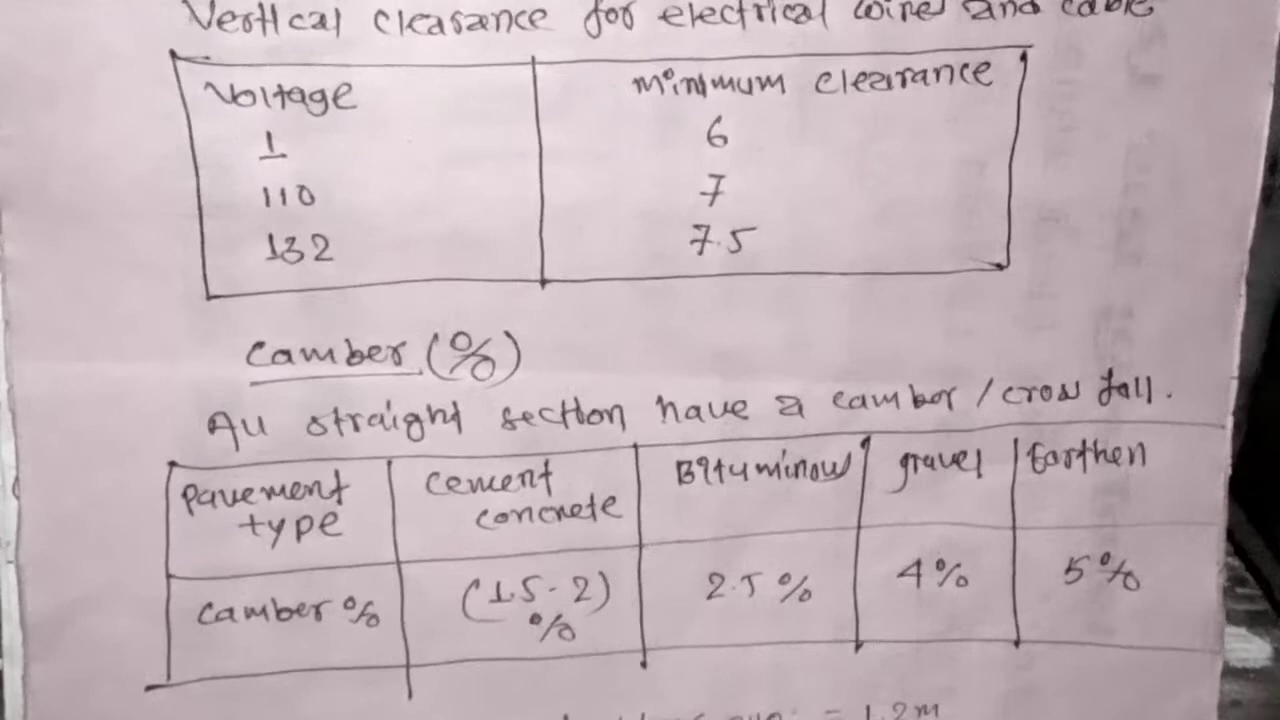 Vertical clearance for electrical wire and cable
Voltage Minimum clearance
1 6
110 7
132 7.5
Camber (%)
All straight section have a camber / cross fall.
Pavement type Cement concrete Bituminous gravel Earthen
camber % (1.5-2) % 2.5 % 4% 5%
= 1.2m